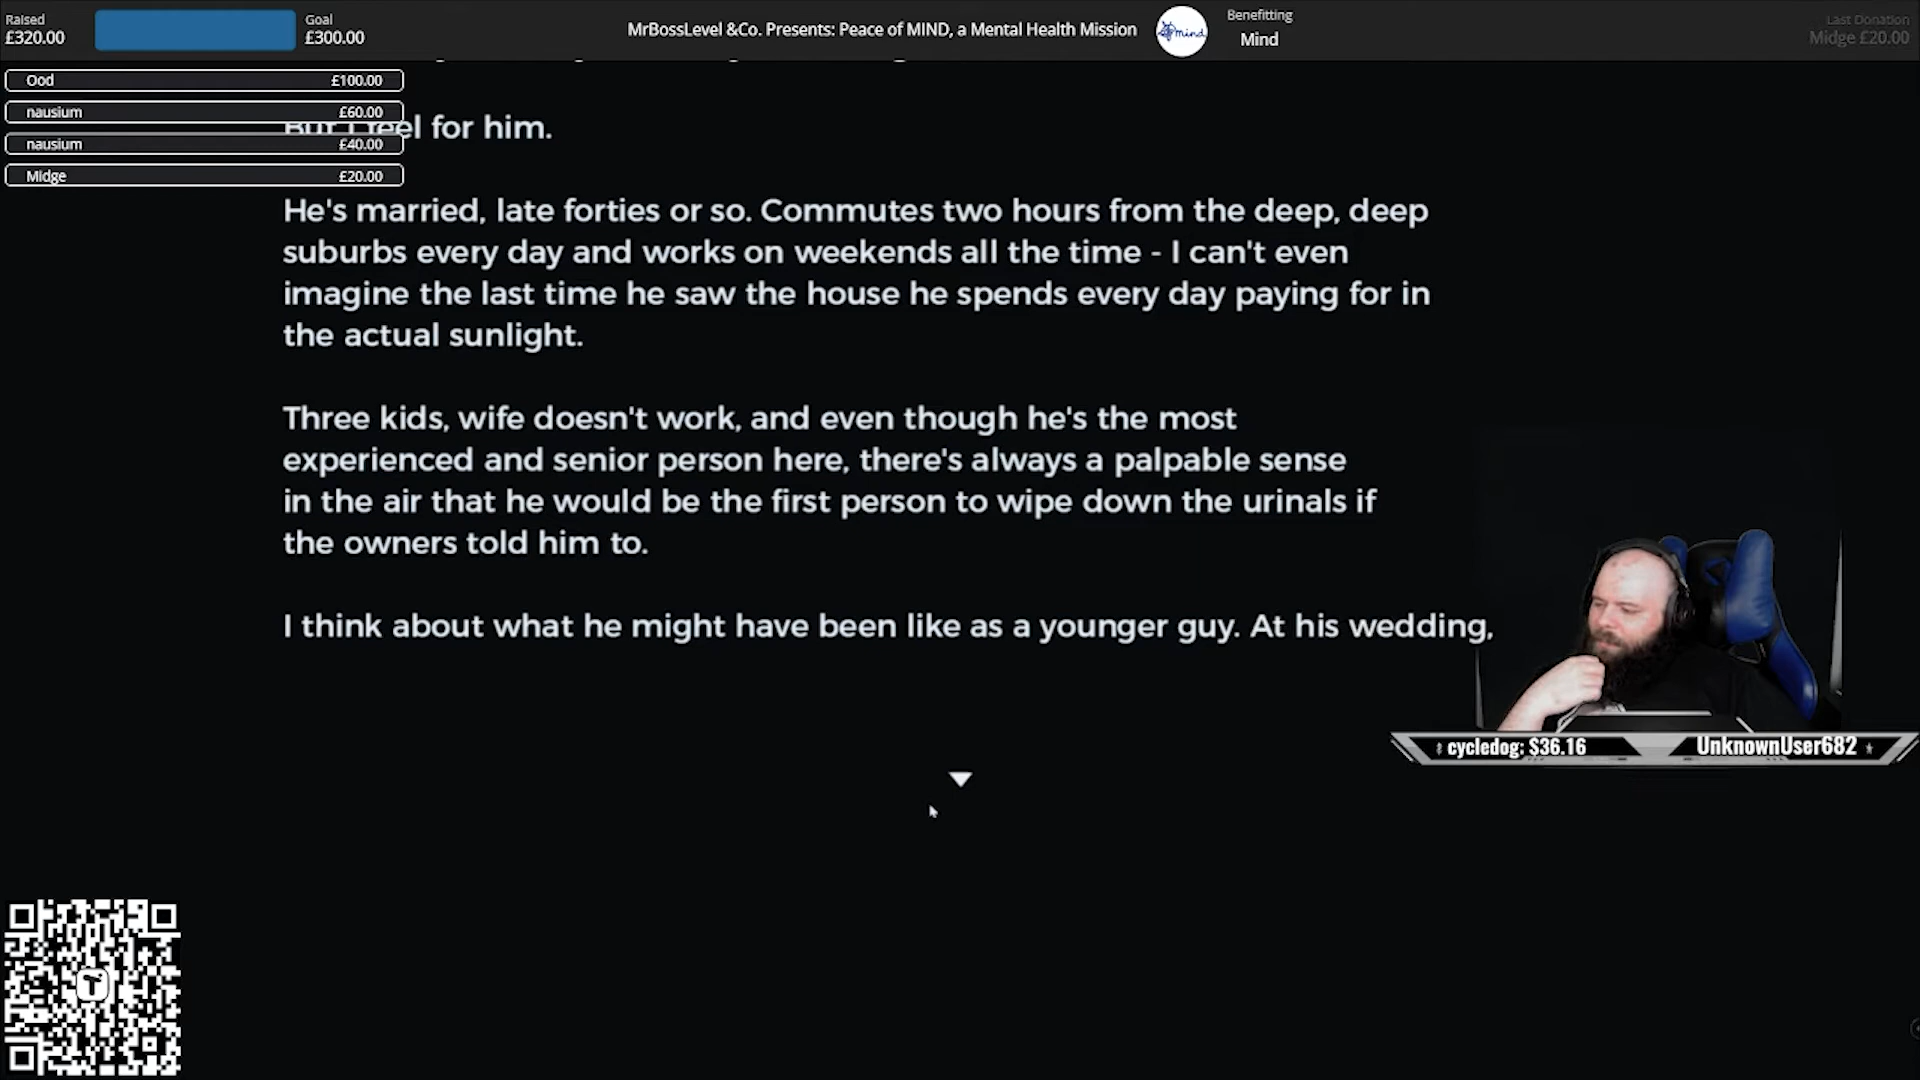 Raised
£320.00
Goal
£300.00
MrBossLevel &Co. Presents: Peace of MIND, a Mental Health Mission
mind
Benefitting
Mind
Last Donation
Midge £20.00
Ood £100.00
nausium £60.00
nausium £40.00
Midge £20.00
But I feel for him.
He's married, late forties or so. Commutes two hours from the deep, deep
suburbs every day and works on weekends all the time - I can't even
imagine the last time he saw the house he spends every day paying for in
the actual sunlight.
Three kids, wife doesn't work, and even though he's the most
experienced and senior person here, there's always a palpable sense
in the air that he would be the first person to wipe down the urinals if
the owners told him to.
I think about what he might have been like as a younger guy. At his wedding,
cycledog: $36.16
UnknownUser682